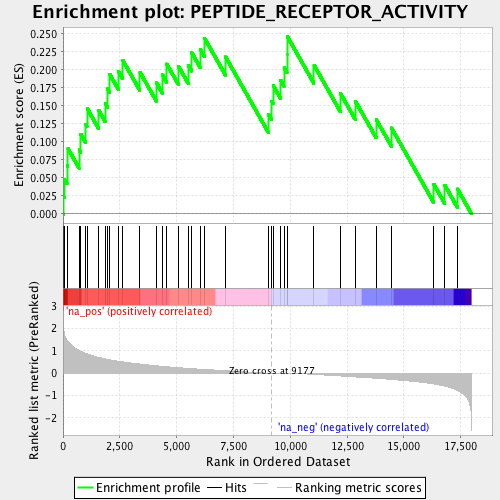 Enrichment plot: PEPTIDE_RECEPTOR_ACTIVITY
Enrichment score (ES)
0.250
0.225
0.200
0.175
0.150
0.125
0.100
0.075
0.050
0.025
0.000
'na_pos' (positively correlated)
Ranked list metric (PreRanked)
3
2
1
0
-1
-2
Zero cross at 9177
'na_neg' (negatively correlated)
0
2,500
5,000
7,500
10,000
12,500
15,000
17,500
Rank in Ordered Dataset
Enrichment profile
Hits
Ranking metric scores